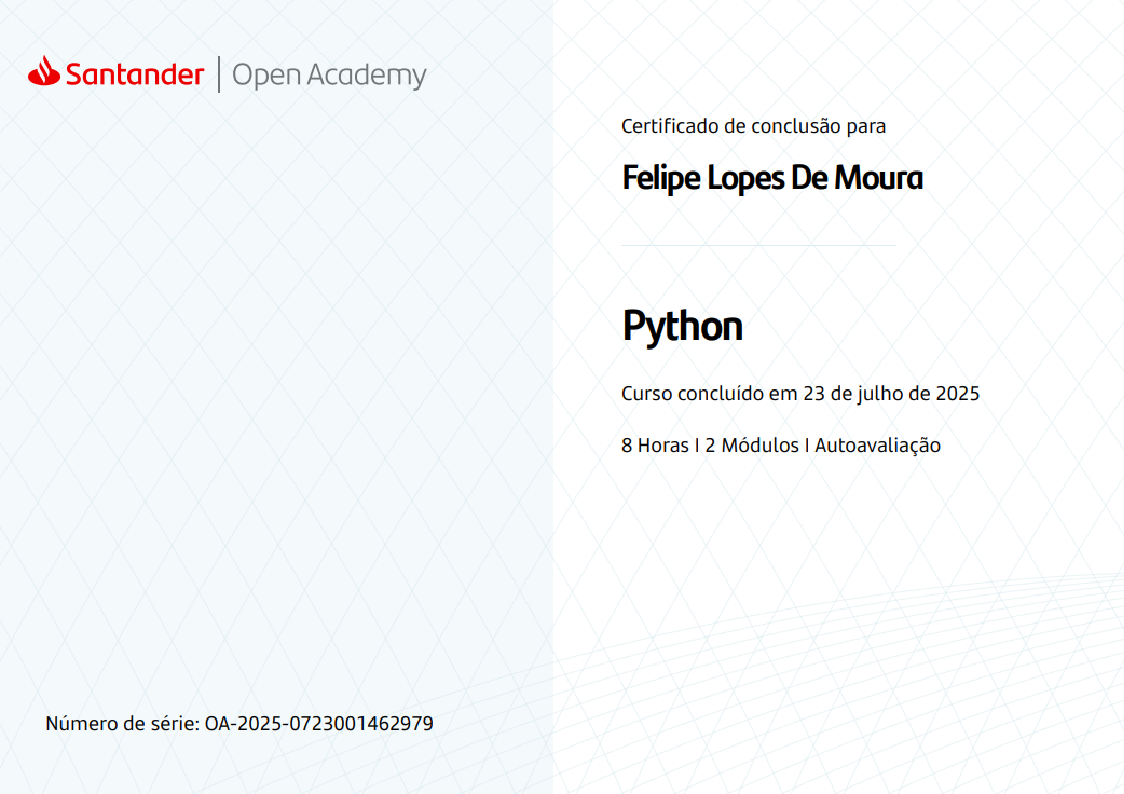 Santander | Open Academy
Certificado de conclusão para
Felipe Lopes De Moura
Python
Curso concluído em 23 de julho de 2025
8 Horas I 2 Módulos I Autoavaliação
Número de série: OA-2025-0723001462979